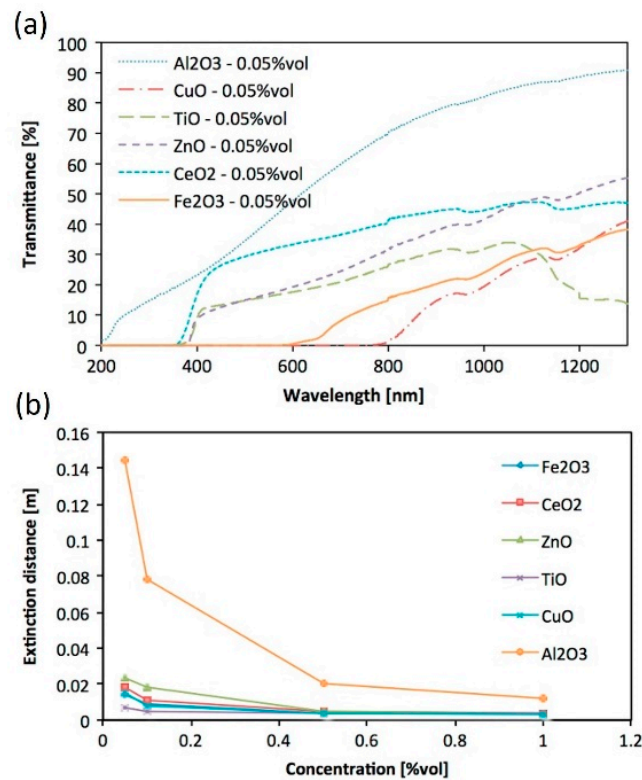 (a)
Transmittance [%]
100
90
80
70
60
50
40
30
20
10
0
Al2O3 - 0.05%vol
CuO - 0.05%vol
TiO - 0.05%vol
ZnO - 0.05%vol
CeO2 - 0.05%vol
Fe2O3 - 0.05%vol
200 400 600 800 1000 1200
Wavelength [nm]
(b)
Extinction distance [m]
0.16
0.14
0.12
0.1
0.08
0.06
0.04
0.02
0
Fe2O3
CeO2
ZnO
TiO
CuO
Al2O3
0 0.2 0.4 0.6 0.8 1 1.2
Concentration [%vol]